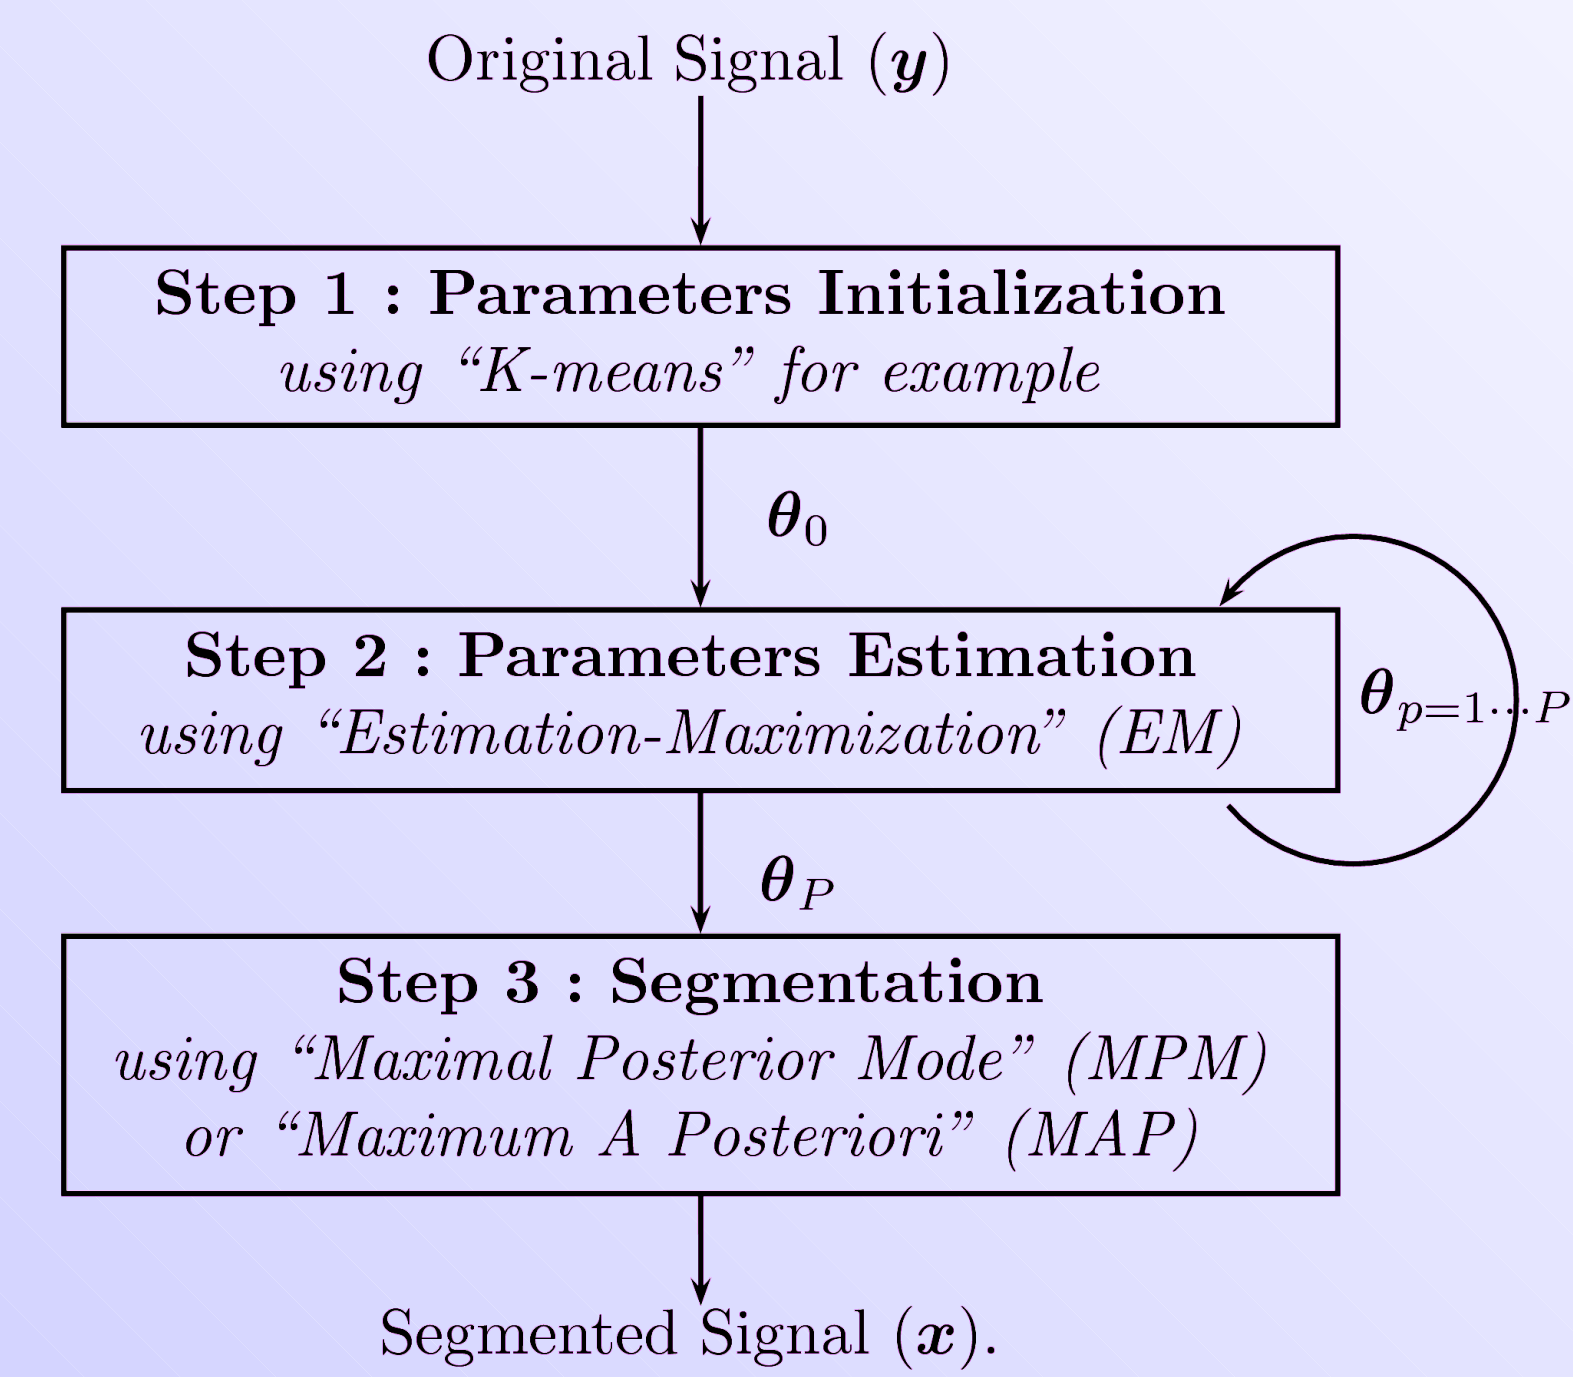 Original Signal (y)
Step 1 : Parameters Initialization
using “K-means” for example
θ₀
Step 2 : Parameters Estimation
using “Estimation-Maximization” (EM)
θp=1···P
θP
Step 3 : Segmentation
using “Maximal Posterior Mode” (MPM)
or “Maximum A Posteriori” (MAP)
Segmented Signal (x).